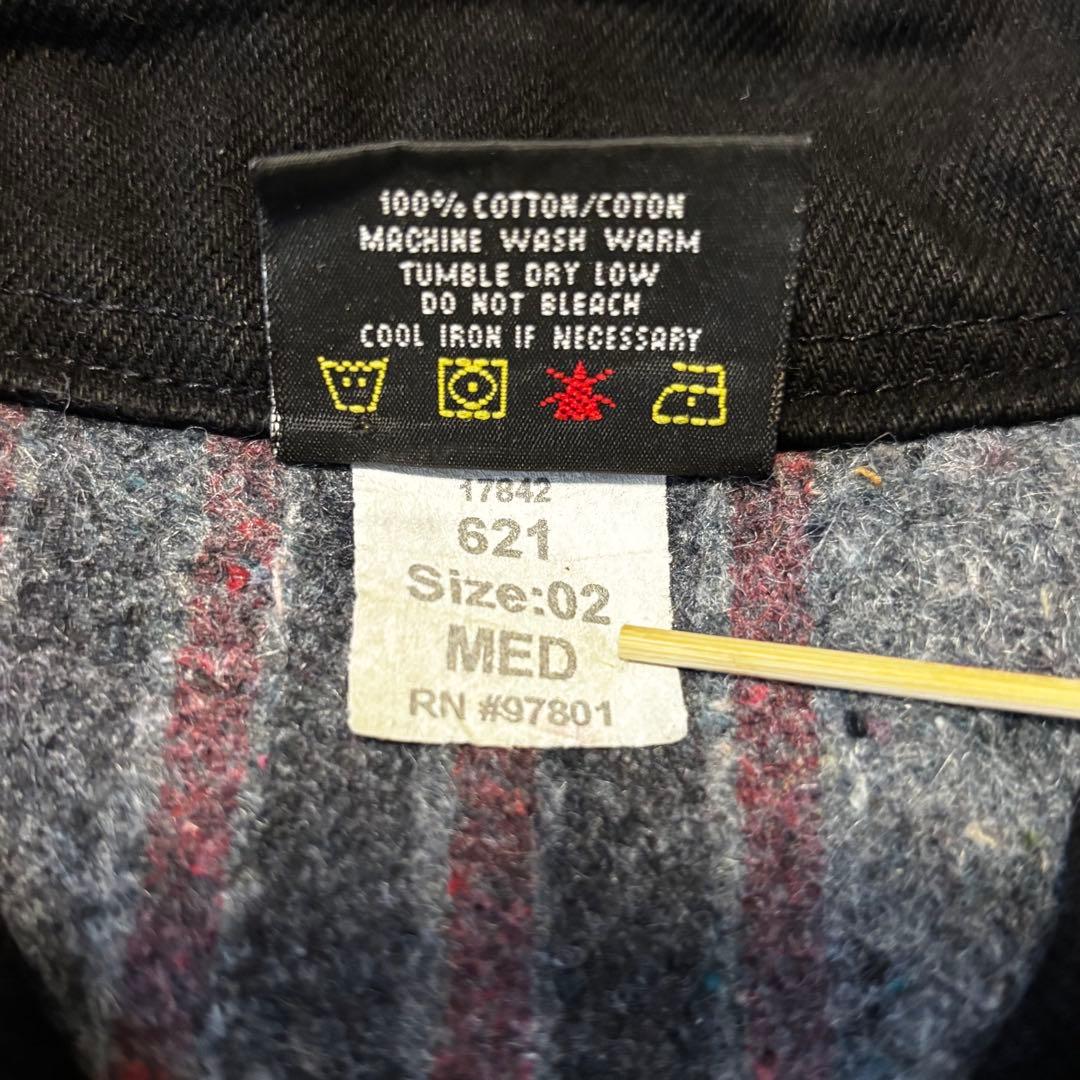 100% COTTON/COTON
MACHINE WASH WARM
TUMBLE DRY LOW
DO NOT BLEACH
COOL IRON IF NECESSARY
17842
621
Size:02
MED
RN #97801